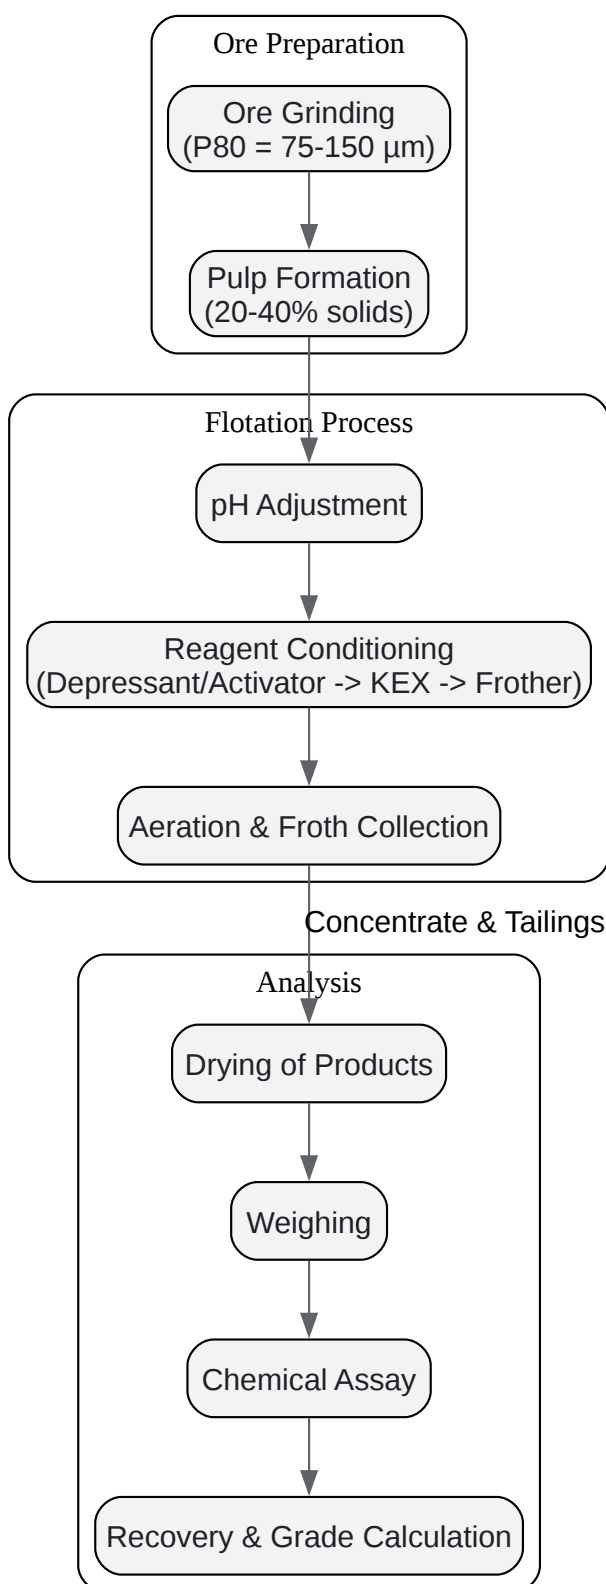 Ore Preparation
Ore Grinding
(P80 = 75-150 µm)
Pulp Formation
(20-40% solids)
Flotation Process
pH Adjustment
Reagent Conditioning
(Depressant/Activator -> KEX -> Frother)
Aeration & Froth Collection
Concentrate & Tailings
Analysis
Drying of Products
Weighing
Chemical Assay
Recovery & Grade Calculation